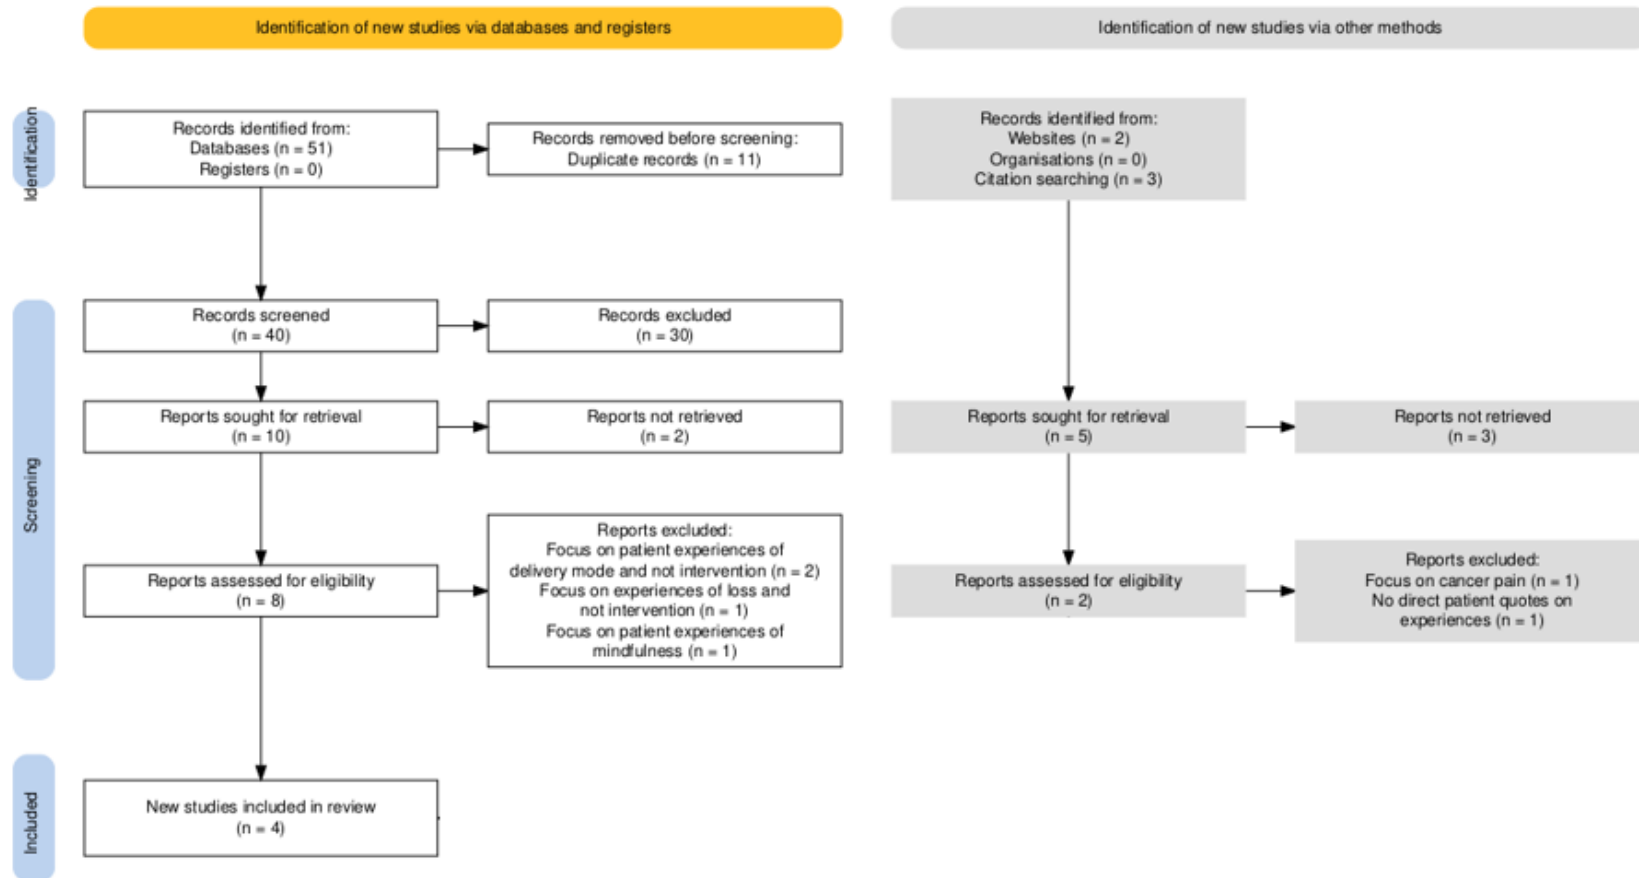 Identification of new studies via databases and registers
Identification of new studies via other methods
Identification
Records identified from:
Databases (n = 51)
Registers (n = 0)
Records removed before screening:
Duplicate records (n = 11)
Records identified from:
Websites (n = 2)
Organisations (n = 0)
Citation searching (n = 3)
Screening
Records screened
(n = 40)
Records excluded
(n = 30)
Reports sought for retrieval
(n = 10)
Reports not retrieved
(n = 2)
Reports sought for retrieval
(n = 5)
Reports not retrieved
(n = 3)
Reports assessed for eligibility
(n = 8)
Reports excluded:
Focus on patient experiences of
delivery mode and not intervention (n = 2)
Focus on experiences of loss and
not intervention (n = 1)
Focus on patient experiences of
mindfulness (n = 1)
Reports assessed for eligibility
(n = 2)
Reports excluded:
Focus on cancer pain (n = 1)
No direct patient quotes on
experiences (n = 1)
Included
New studies included in review
(n = 4)